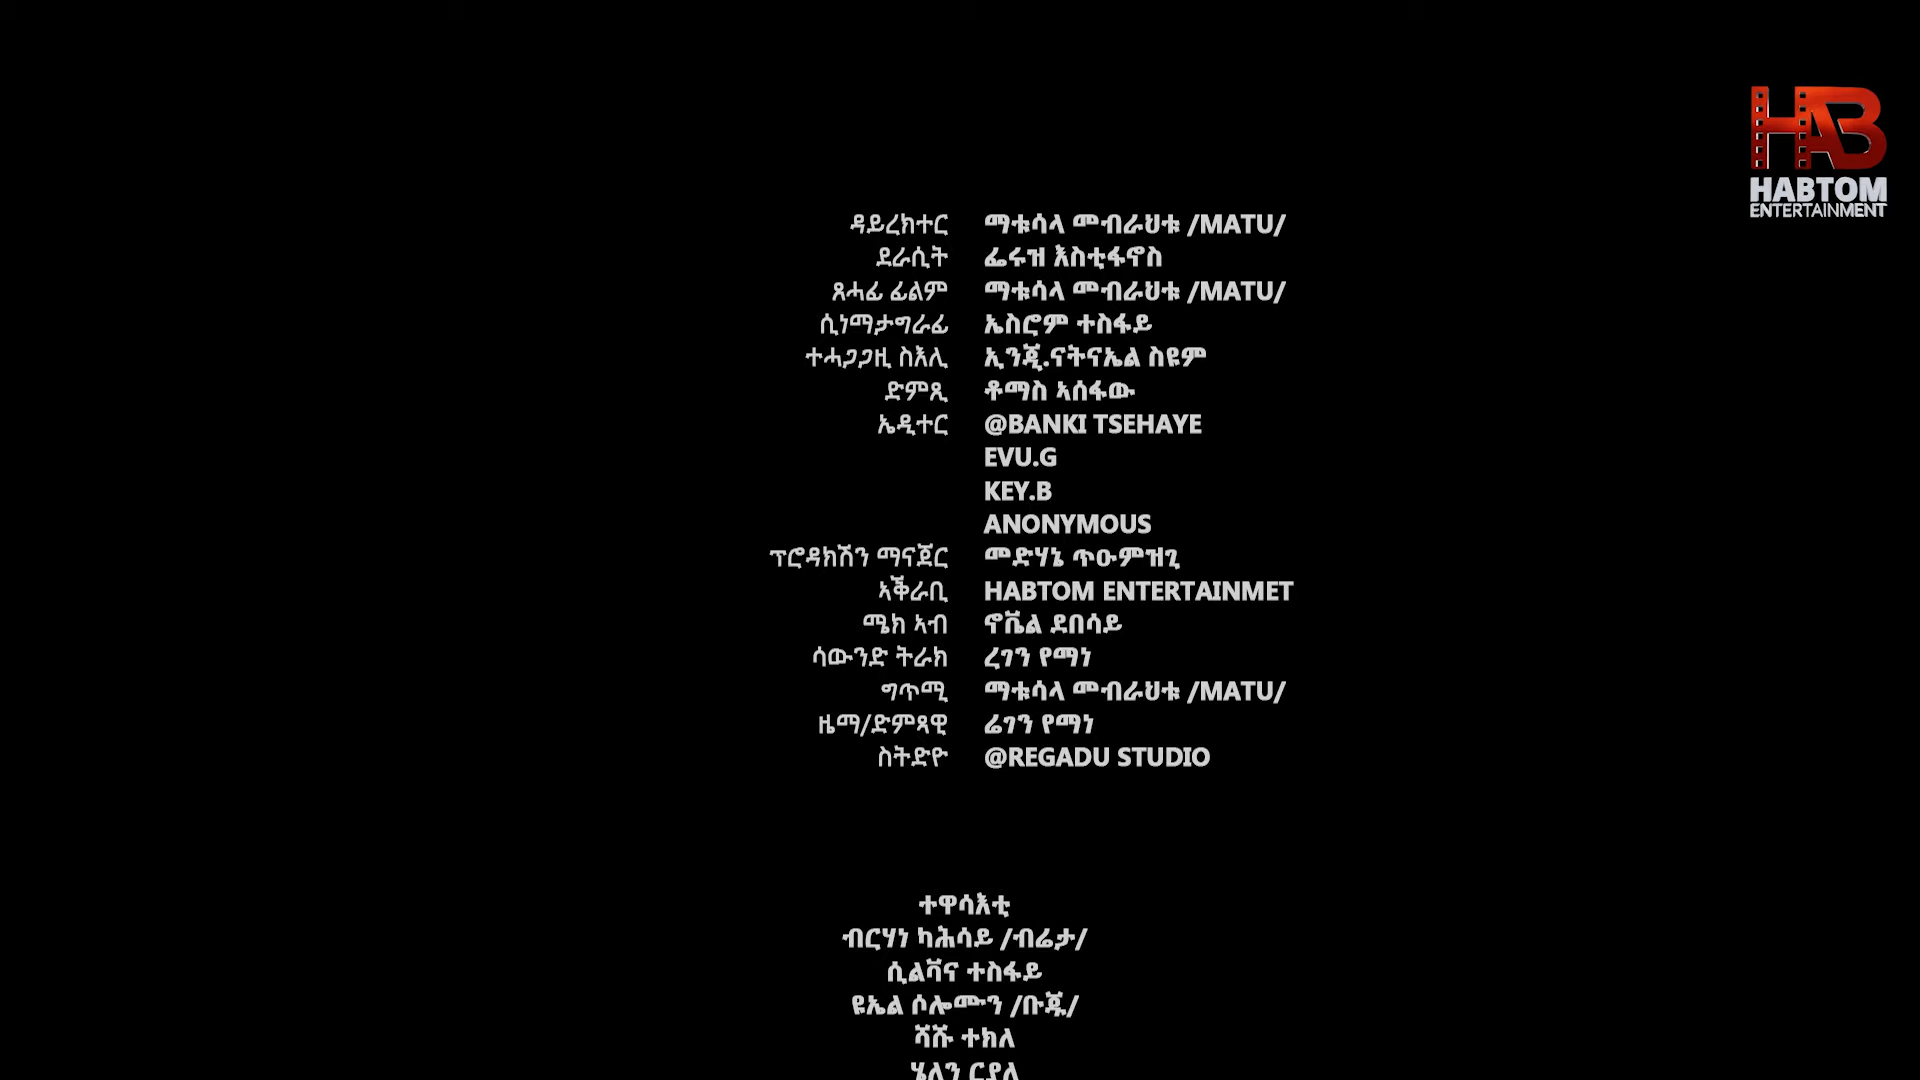 HAB
HABTOM
ENTERTAINMENT
ዳይረክተር ማቱሳላ መብራህቱ /MATU/
ደራሲት ፌሩዝ እስቲፋኖስ
ጸሓፊ ፊልም ማቱሳላ መብራህቱ /MATU/
ሲነማታግራፊ ኤስሮም ተስፋይ
ተሓጋጋዚ ስእሊ ኢንጂ.ናትናኤል ስዩም
ድምጺ ቶማስ ኣሰፋው
ኤዲተር @BANKI TSEHAYE
EVU.G
KEY.B
ANONYMOUS
ፕሮዳክሽን ማናጀር መድሃኔ ጥዑምዝጊ
ኣቕራቢ HABTOM ENTERTAINMET
ሜክ ኣብ ኖቬል ደበሳይ
ሳውንድ ትራክ ረገን የማነ
ግጥሚ ማቱሳላ መብራህቱ /MATU/
ዜማ/ድምጻዊ ሬገን የማነ
ስትድዮ @REGADU STUDIO
ተዋሳእቲ
ብርሃነ ካሕሳይ /ብሬታ/
ሲልቫና ተስፋይ
ዩኤል ሶሎሙን /ቡጁ/
ሻሹ ተክለ